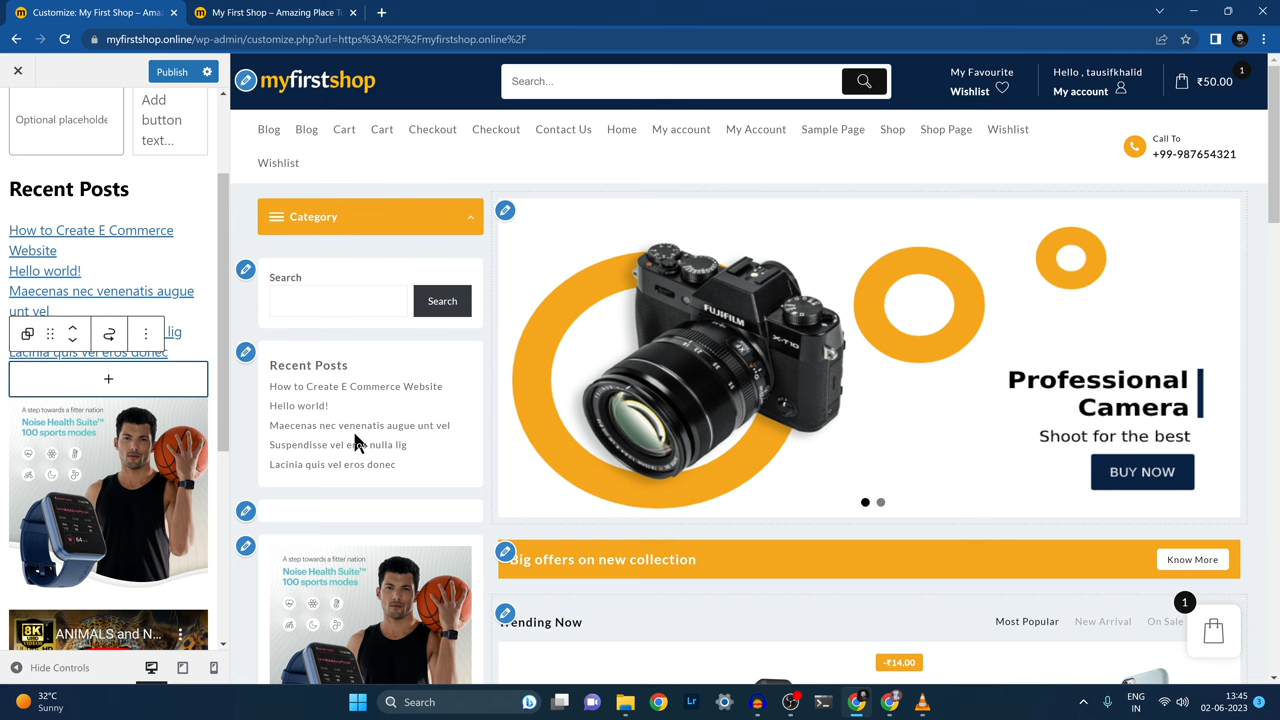 Customize: My First Shop – Ama
My First Shop – Amazing Place T
myfirstshop.online/wp-admin/customize.php?url=https%3A%2F%2Fmyfirstshop.online%2F
Publish
Optional placeholde
Add
button
text...
Recent Posts
How to Create E Commerce
Website
Hello world!
Maecenas nec venenatis augue
unt vel
lig
Lacinia quis vel eros donec
+
A step towards a fitter nation
Noise Health Suite™
100 sports modes
8K
ANIMALS and N...
Hide Controls
myfirstshop
Search...
My Favourite
Wishlist
Hello , tausifkhalid
My account
₹50.00
1
Blog Blog Cart Cart Checkout Checkout Contact Us Home My account My Account Sample Page Shop Shop Page Wishlist
Wishlist
Call To
+99-987654321
Category
Search
Search
Recent Posts
How to Create E Commerce Website
Hello world!
Maecenas nec venenatis augue unt vel
Suspendisse vel eros nulla lig
Lacinia quis vel eros donec
A step towards a fitter nation
Noise Health Suite™
100 sports modes
FUJIFILM
X-T10
Professional
Camera
Shoot for the best
BUY NOW
Big offers on new collection
Know More
Trending Now
Most Popular New Arrival On Sale
1
-₹14.00
32°C
Sunny
Search
Lr
ENG
IN
13:45
02-06-2023
3